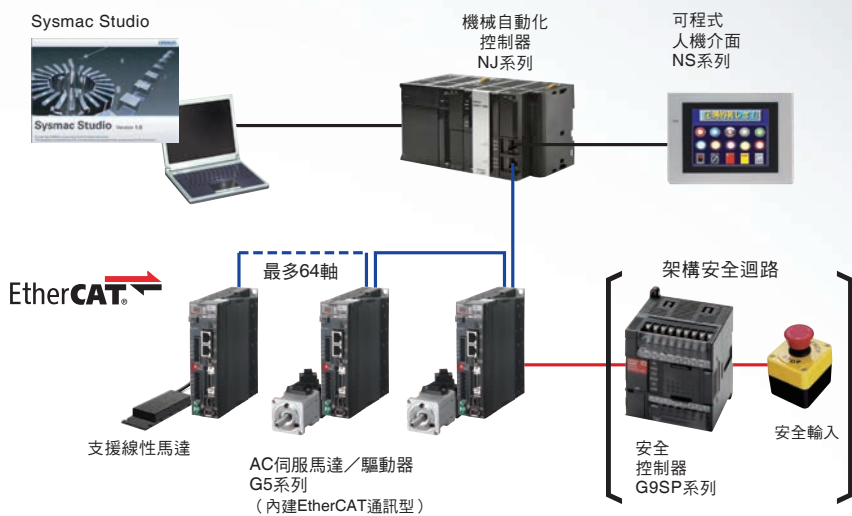 Sysmac Studio
Sysmac Studio Version 1.0
機械自動化
控制器
NJ系列
可程式
人機介面
NS系列
EtherCAT®
最多64軸
架構安全迴路
支援線性馬達
AC伺服馬達／驅動器
G5系列
（內建EtherCAT通訊型）
安全
控制器
G9SP系列
安全輸入